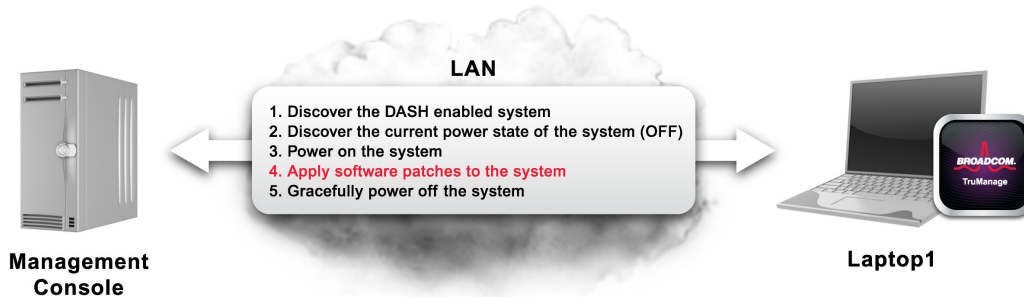 LAN
1. Discover the DASH enabled system
2. Discover the current power state of the system (OFF)
3. Power on the system
4. Apply software patches to the system
5. Gracefully power off the system
BROADCOM.
TruManage
Management
Console
Laptop1